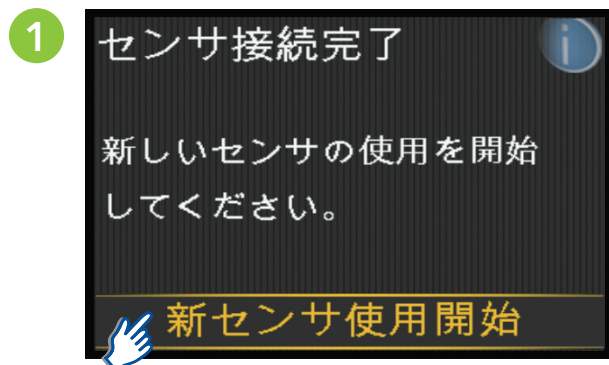 1
センサ接続完了
i
新しいセンサの使用を開始
してください。
新センサ使用開始